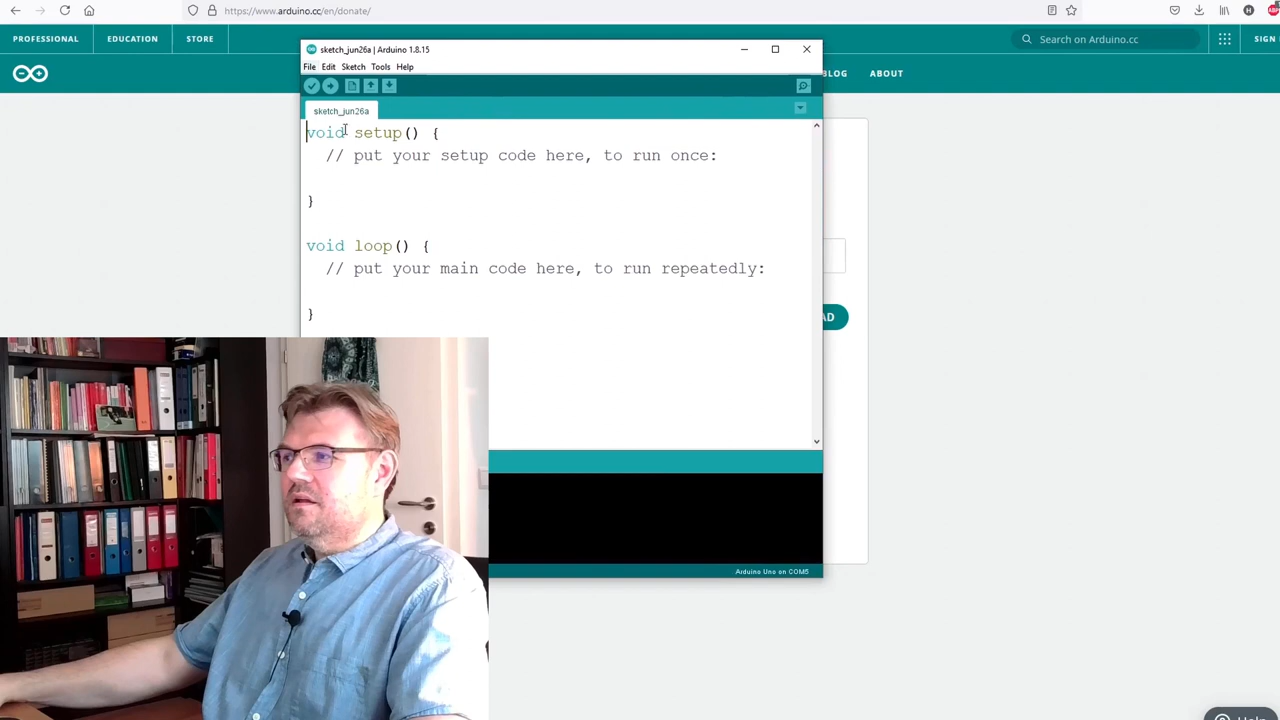 https://www.arduino.cc/en/donate/
PROFESSIONAL EDUCATION STORE
Search on Arduino.cc
SIGN
BLOG ABOUT
sketch_jun26a | Arduino 1.8.15
File Edit Sketch Tools Help
sketch_jun26a
void setup() {
// put your setup code here, to run once:
}
void loop() {
// put your main code here, to run repeatedly:
}
AD
Arduino Uno on COM5
Help